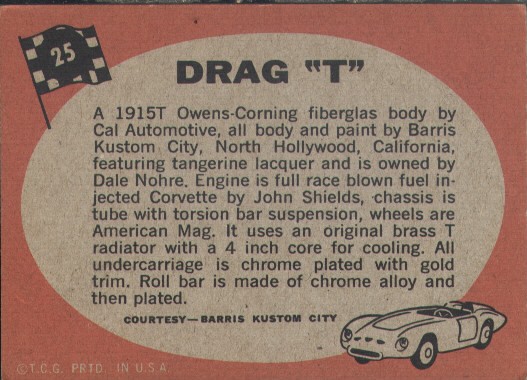 25
DRAG "T"
A 1915T Owens-Corning fiberglas body by
Cal Automotive, all body and paint by Barris
Kustom City, North Hollywood, California,
featuring tangerine lacquer and is owned by
Dale Nohre. Engine is full race blown fuel in-
jected Corvette by John Shields, chassis is
tube with torsion bar suspension, wheels are
American Mag. It uses an original brass T
radiator with a 4 inch core for cooling. All
undercarriage is chrome plated with gold
trim. Roll bar is made of chrome alloy and
then plated.
COURTESY—BARRIS KUSTOM CITY
©T.C.G. PRTD. IN U.S.A.